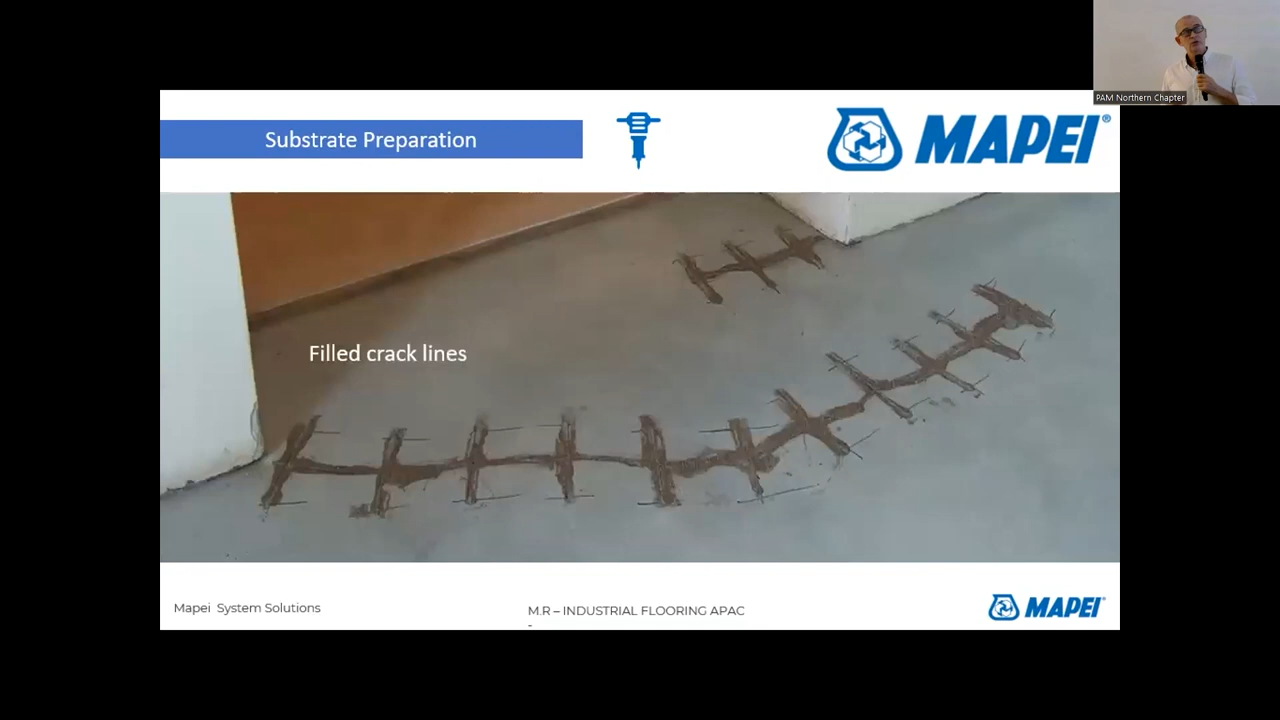 PAM Northern Chapter
Substrate Preparation
MAPEI®
Filled crack lines
Mapei System Solutions
M.R – INDUSTRIAL FLOORING APAC
-
MAPEI®